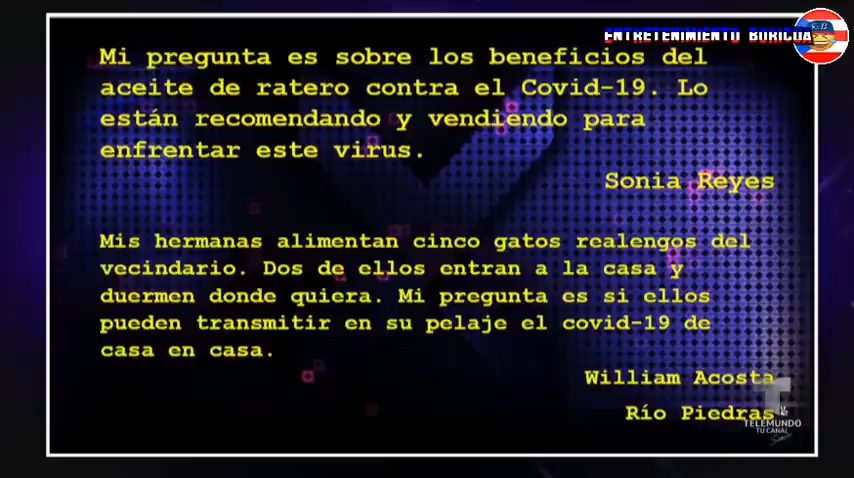 ENTRETENIMIENTO BORICUA
Mi pregunta es sobre los beneficios del
aceite de ratero contra el Covid-19. Lo
están recomendando y vendiendo para
enfrentar este virus.
Sonia Reyes
Mis hermanas alimentan cinco gatos realengos del
vecindario. Dos de ellos entran a la casa y
duermen donde quiera. Mi pregunta es si ellos
pueden transmitir en su pelaje el covid-19 de
casa en casa.
William Acosta
Río Piedras
TELEMUNDO
TU CANAL